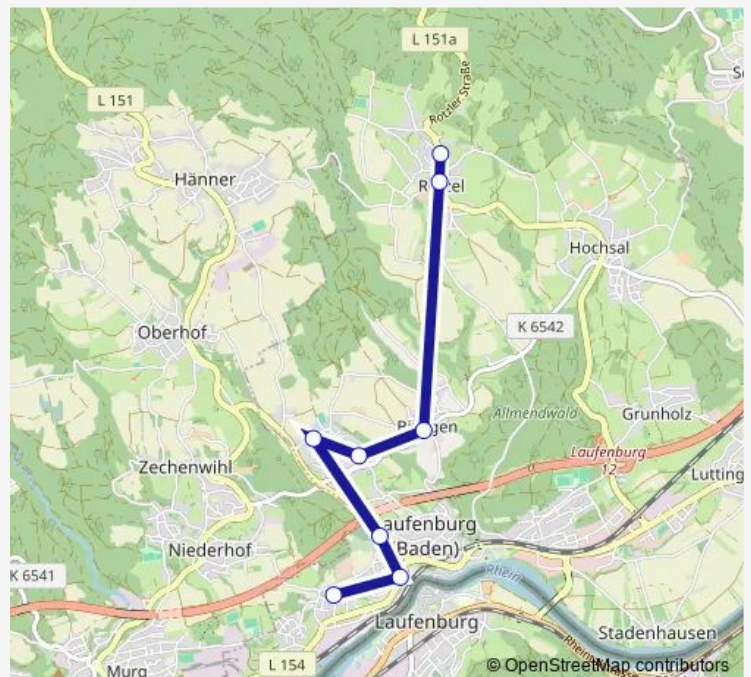 L 151a
L 151
Rotzler Straße
Hänner
Hochsal
K 6542
Oberhof
Allmendwald
Grunholz
Laufenburg
12
Zechenwihl
Lutting
aufenburg
Baden)
Niederhof
K 6541
Rhein
Laufenburg
Stadenhausen
L 154
Murg
© OpenStreetMap contributors